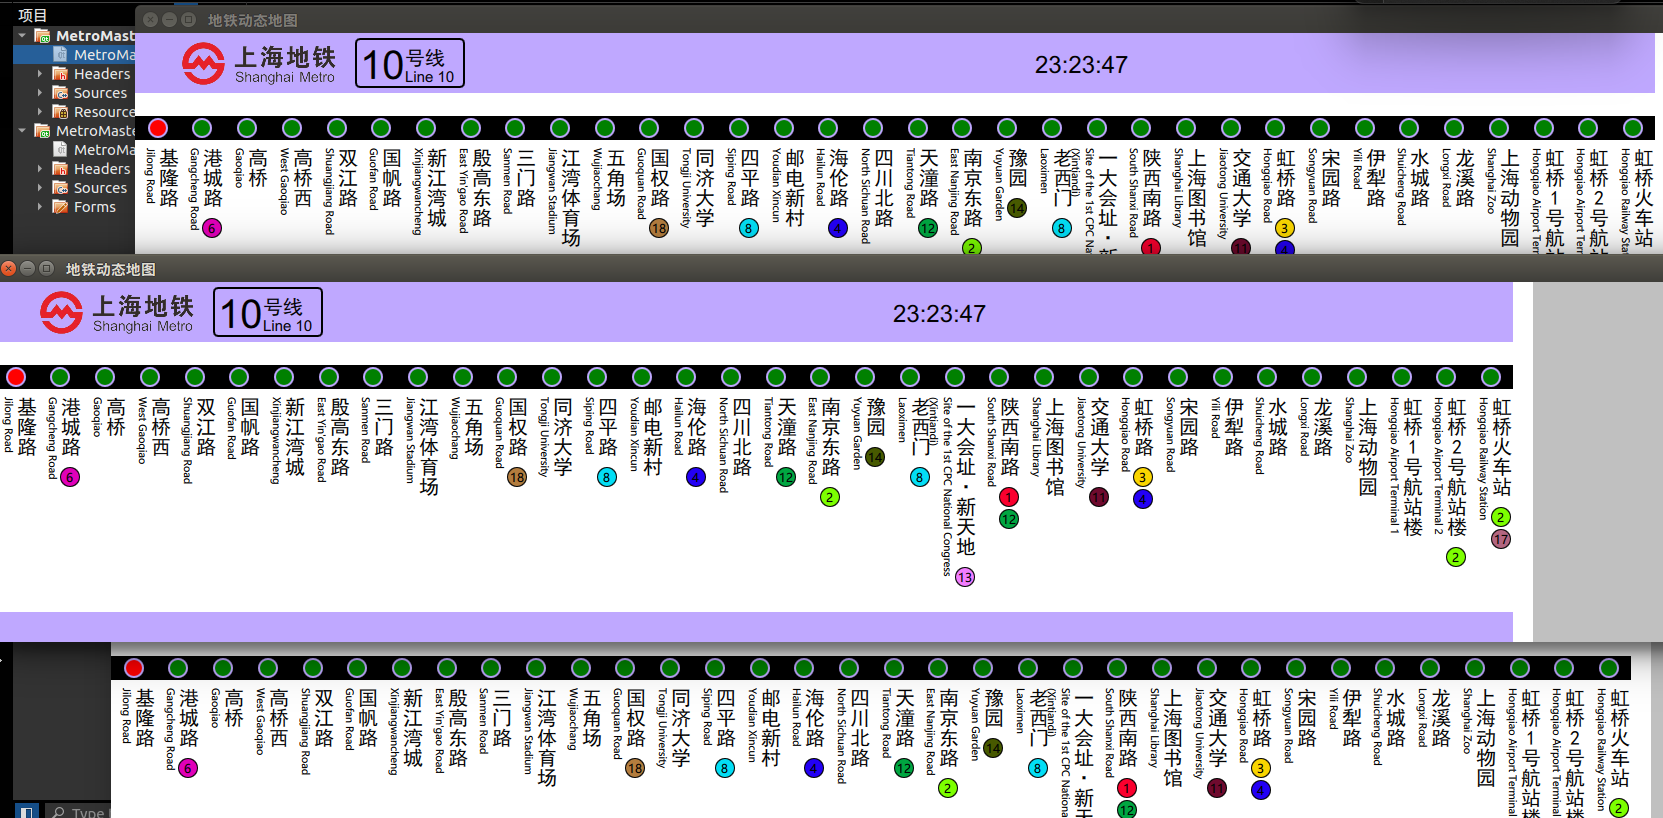 项目
MetroMast
MetroMa
Headers
Sources
Resource
MetroMaste
MetroMa
Headers
Sources
Forms
Type
地铁动态地图
上海地铁
Shanghai Metro
10号线
Line 10
23:23:47
基隆路
Jilong Road
港城路
Gangcheng Road
6
高桥
Gaoqiao
高桥西
West Gaoqiao
双江路
Shuangjiang Road
国帆路
Guofan Road
新江湾城
Xinjiangwancheng
殷高东路
East Yin'gao Road
三门路
Sanmen Road
江湾体育场
Jiangwan Stadium
五角场
Wujiaochang
国权路
Guoquan Road
18
同济大学
Tongji University
四平路
Siping Road
8
邮电新村
Youdian Xincun
海伦路
Hailun Road
4
四川北路
North Sichuan Road
天潼路
Tiantong Road
12
南京东路
East Nanjing Road
2
豫园
Yuyuan Garden
14
老西门
Laoximen
8
一大会址·新
Site of the 1st CPC Nat
(Xintiandi)
陕西南路
South Shanxi Road
1
上海图书馆
Shanghai Library
交通大学
Jiaotong University
11
虹桥路
Hongqiao Road
3
4
宋园路
Songyuan Road
伊犁路
Yili Road
水城路
Shuicheng Road
龙溪路
Longxi Road
上海动物园
Shanghai Zoo
虹桥1号航站
Hongqiao Airport Termi
虹桥2号航站
Hongqiao Airport Termi
虹桥火车站
Hongqiao Railway Stati
地铁动态地图
上海地铁
Shanghai Metro
10号线
Line 10
23:23:47
基隆路
Jilong Road
港城路
Gangcheng Road
6
高桥
Gaoqiao
高桥西
West Gaoqiao
双江路
Shuangjiang Road
国帆路
Guofan Road
新江湾城
Xinjiangwancheng
殷高东路
East Yin'gao Road
三门路
Sanmen Road
江湾体育场
Jiangwan Stadium
五角场
Wujiaochang
国权路
Guoquan Road
18
同济大学
Tongji University
四平路
Siping Road
8
邮电新村
Youdian Xincun
海伦路
Hailun Road
4
四川北路
North Sichuan Road
天潼路
Tiantong Road
12
南京东路
East Nanjing Road
2
豫园
Yuyuan Garden
14
老西门
Laoximen
8
一大会址·新天地
Site of the 1st CPC National Congress
(Xintiandi)
13
陕西南路
South Shanxi Road
1
12
上海图书馆
Shanghai Library
交通大学
Jiaotong University
11
虹桥路
Hongqiao Road
3
4
宋园路
Songyuan Road
伊犁路
Yili Road
水城路
Shuicheng Road
龙溪路
Longxi Road
上海动物园
Shanghai Zoo
虹桥1号航站楼
Hongqiao Airport Terminal 1
虹桥2号航站楼
Hongqiao Airport Terminal 2
2
虹桥火车站
Hongqiao Railway Station
2
17
基隆路
Jilong Road
港城路
Gangcheng Road
6
高桥
Gaoqiao
高桥西
West Gaoqiao
双江路
Shuangjiang Road
国帆路
Guofan Road
新江湾城
Xinjiangwancheng
殷高东路
East Yin'gao Road
三门路
Sanmen Road
江湾体育场
Jiangwan Stadium
五角场
Wujiaochang
国权路
Guoquan Road
18
同济大学
Tongji University
四平路
Siping Road
8
邮电新村
Youdian Xincun
海伦路
Hailun Road
4
四川北路
North Sichuan Road
天潼路
Tiantong Road
12
南京东路
East Nanjing Road
2
豫园
Yuyuan Garden
14
老西门
Laoximen
8
一大会址·新天
Site of the 1st CPC Nationa
(Xintiandi)
陕西南路
South Shanxi Road
1
12
上海图书馆
Shanghai Library
交通大学
Jiaotong University
11
虹桥路
Hongqiao Road
3
4
宋园路
Songyuan Road
伊犁路
Yili Road
水城路
Shuicheng Road
龙溪路
Longxi Road
上海动物园
Shanghai Zoo
虹桥1号航站楼
Hongqiao Airport Terminal
虹桥2号航站楼
Hongqiao Airport Terminal
虹桥火车站
Hongqiao Railway Station
2